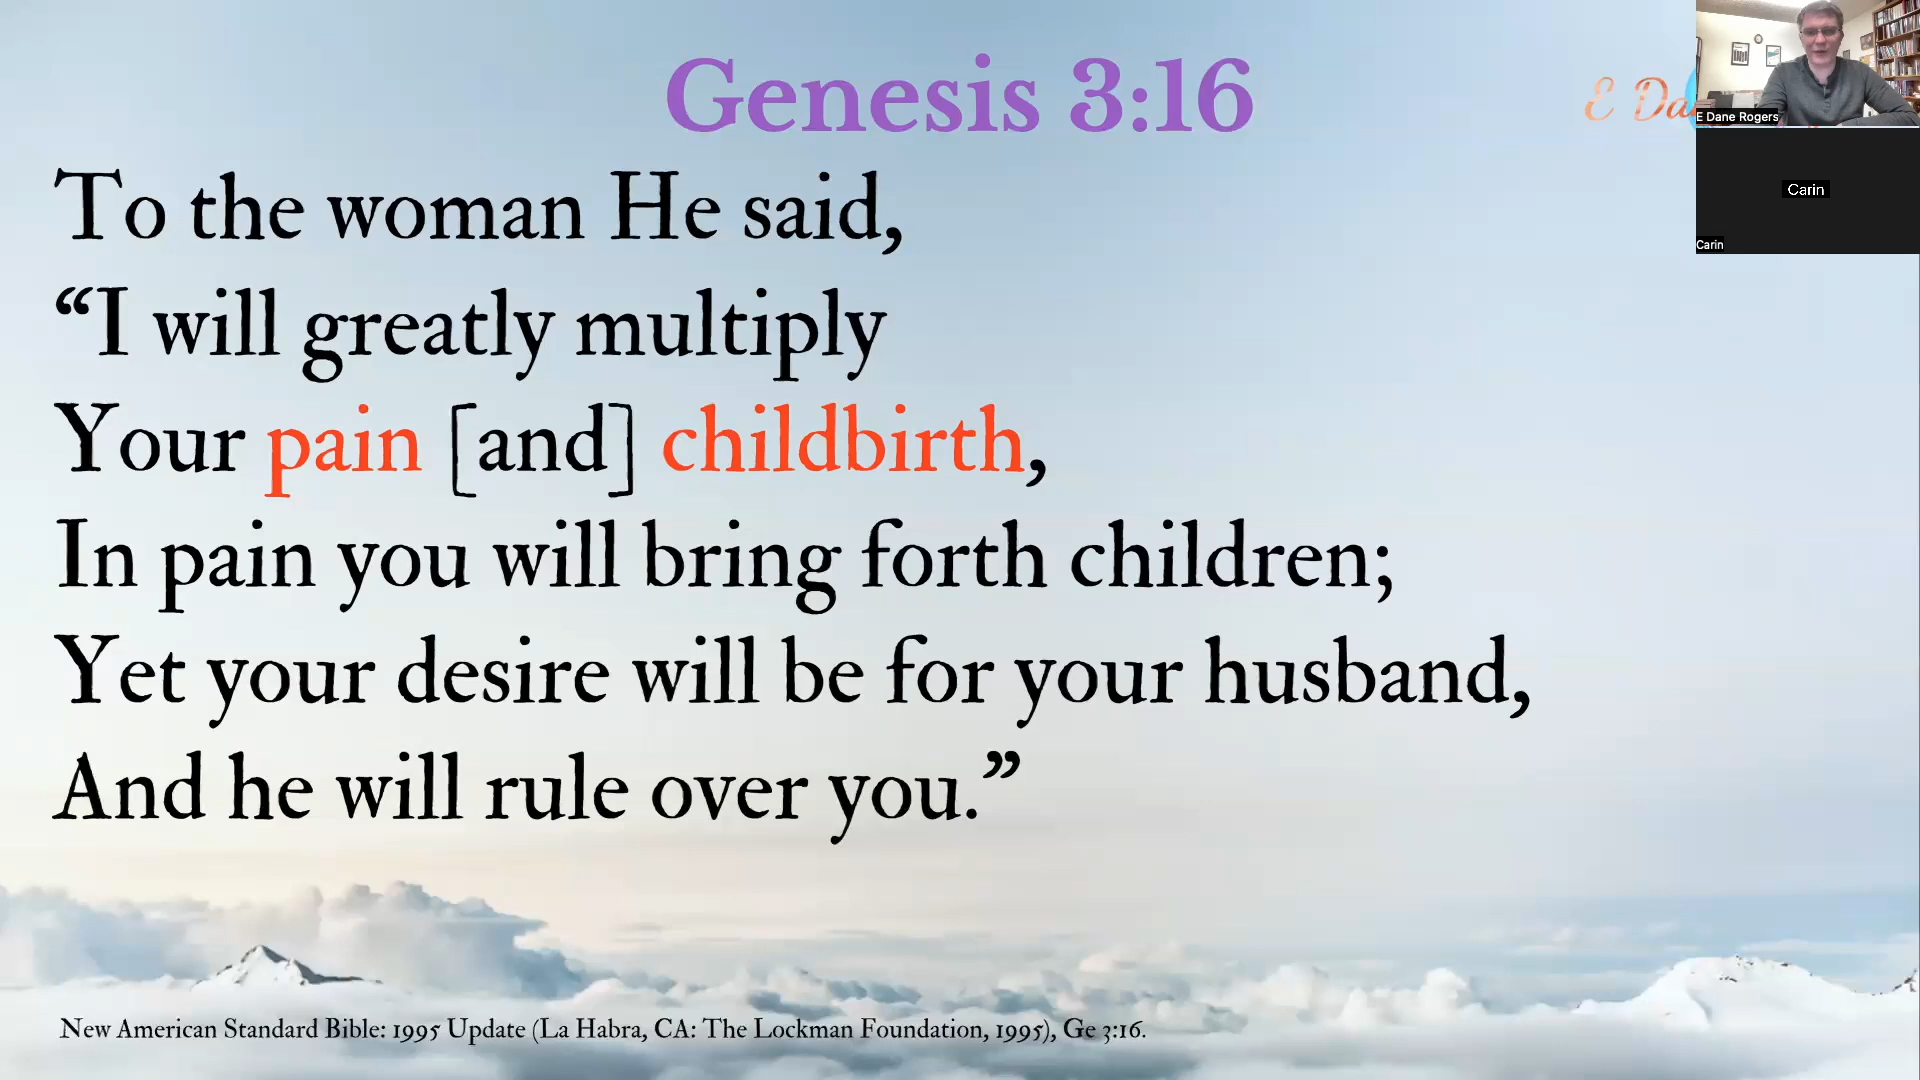 Genesis 3:16
E Da
E Dane Rogers
Carin
Carin
To the woman He said,
“I will greatly multiply
Your pain [and] childbirth,
In pain you will bring forth children;
Yet your desire will be for your husband,
And he will rule over you.”
New American Standard Bible: 1995 Update (La Habra, CA: The Lockman Foundation, 1995), Ge 3:16.